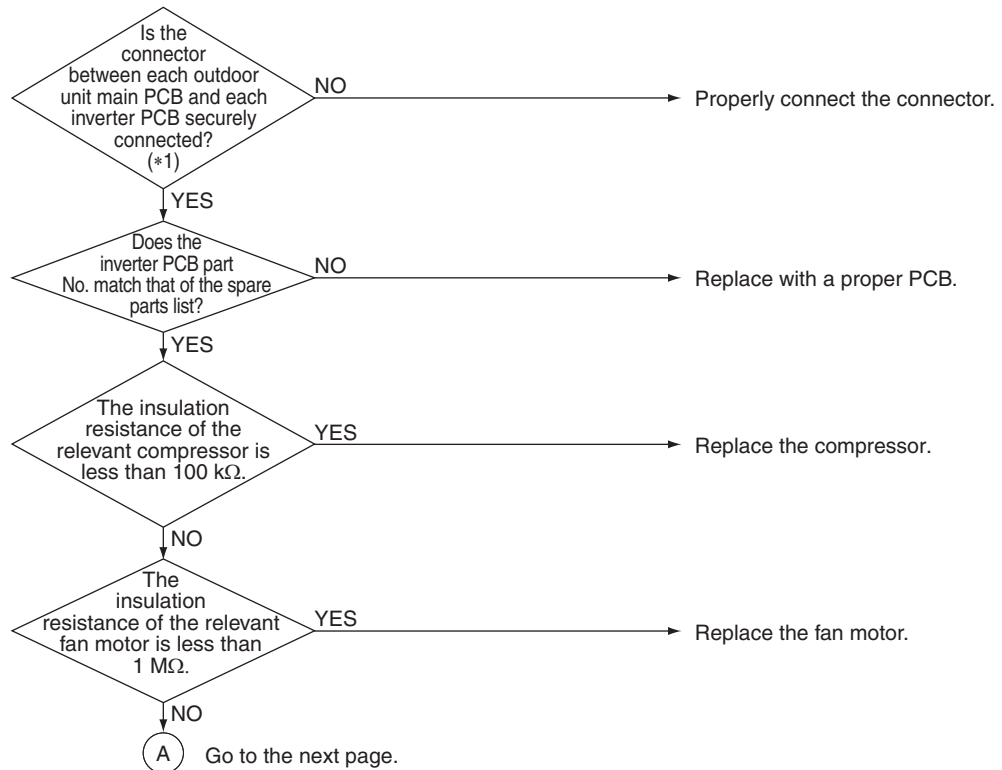 Is the
connector
between each outdoor
unit main PCB and each
inverter PCB securely
connected?
(*1)
NO
Properly connect the connector.
YES
Does the
inverter PCB part
No. match that of the spare
parts list?
NO
Replace with a proper PCB.
YES
The insulation
resistance of the
relevant compressor is
less than 100 kΩ.
YES
Replace the compressor.
NO
The
insulation
resistance of the relevant
fan motor is less than
1 MΩ.
YES
Replace the fan motor.
NO
A Go to the next page.